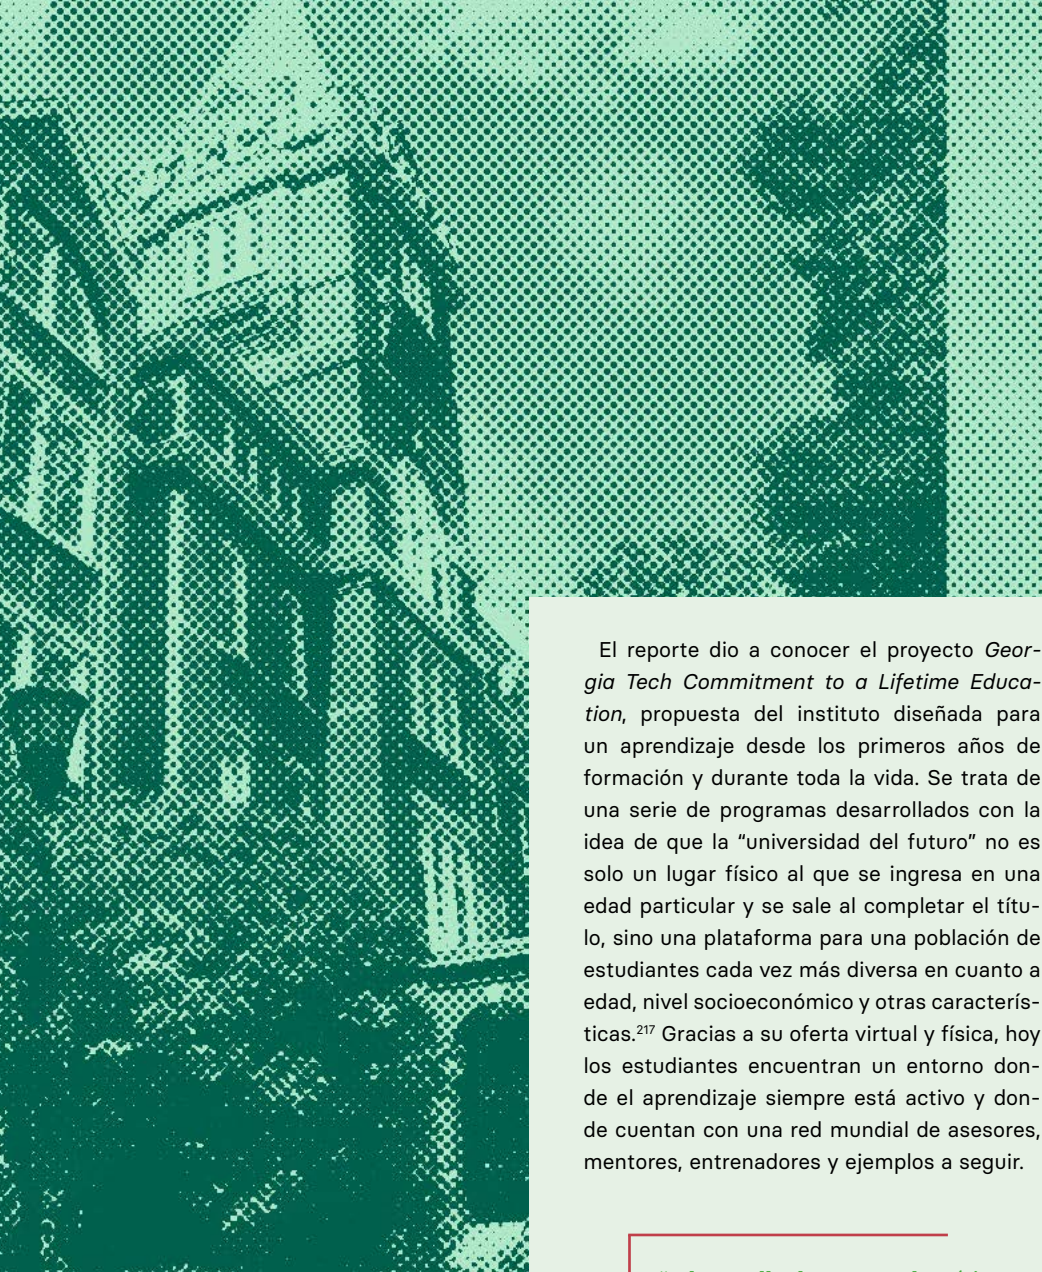 El reporte dio a conocer el proyecto Geor-
gia Tech Commitment to a Lifetime Educa-
tion, propuesta del instituto diseñada para
un aprendizaje desde los primeros años de
formación y durante toda la vida. Se trata de
una serie de programas desarrollados con la
idea de que la “universidad del futuro” no es
solo un lugar físico al que se ingresa en una
edad particular y se sale al completar el títu-
lo, sino una plataforma para una población de
estudiantes cada vez más diversa en cuanto a
edad, nivel socioeconómico y otras caracterís-
ticas.217 Gracias a su oferta virtual y física, hoy
los estudiantes encuentran un entorno don-
de el aprendizaje siempre está activo y don-
de cuentan con una red mundial de asesores,
mentores, entrenadores y ejemplos a seguir.